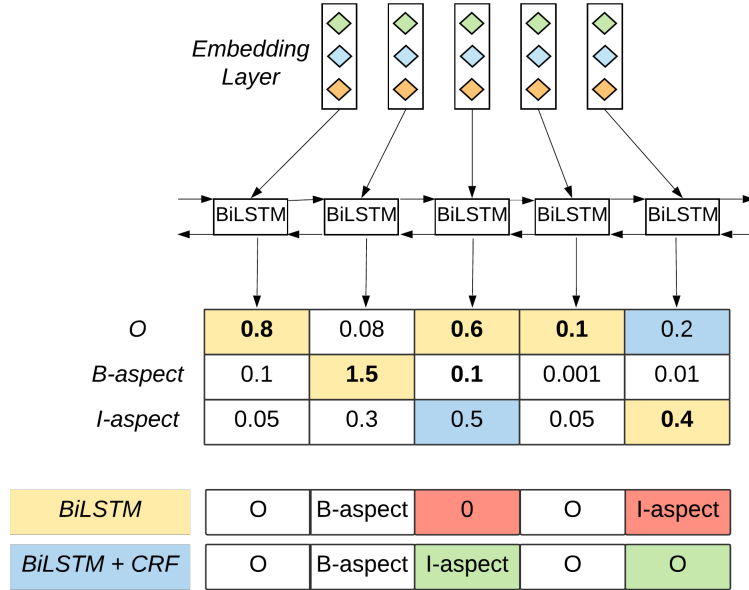 Embedding
Layer
BiLSTM BiLSTM BiLSTM BiLSTM BiLSTM
O 0.8 0.08 0.6 0.1 0.2
B-aspect 0.1 1.5 0.1 0.001 0.01
I-aspect 0.05 0.3 0.5 0.05 0.4
BiLSTM O B-aspect 0 O I-aspect
BiLSTM + CRF O B-aspect I-aspect O O